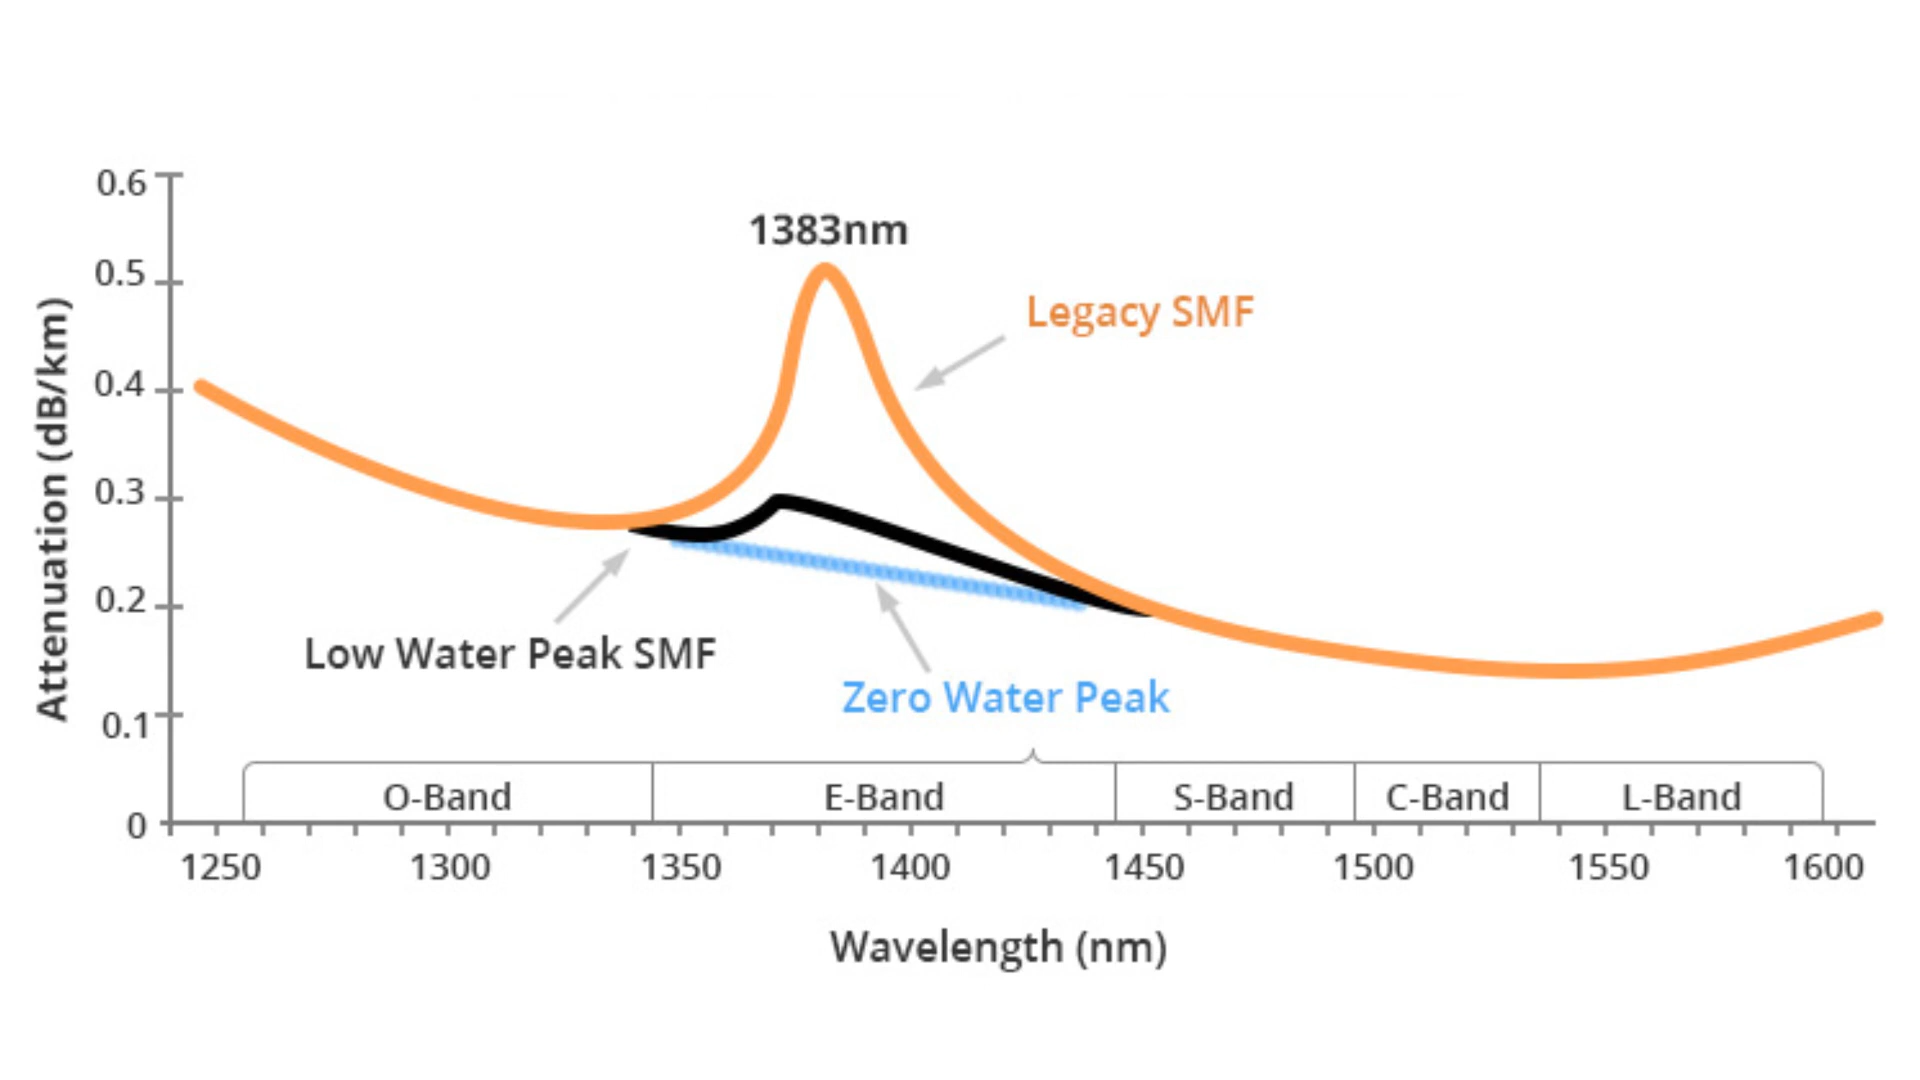 0.6
1383nm
0.5
Legacy SMF
0.4
0.3
0.2
Low Water Peak SMF
Zero Water Peak
0.1
Attenuation (dB/km)
O-Band E-Band S-Band C-Band L-Band
0
1250 1300 1350 1400 1450 1500 1550 1600
Wavelength (nm)